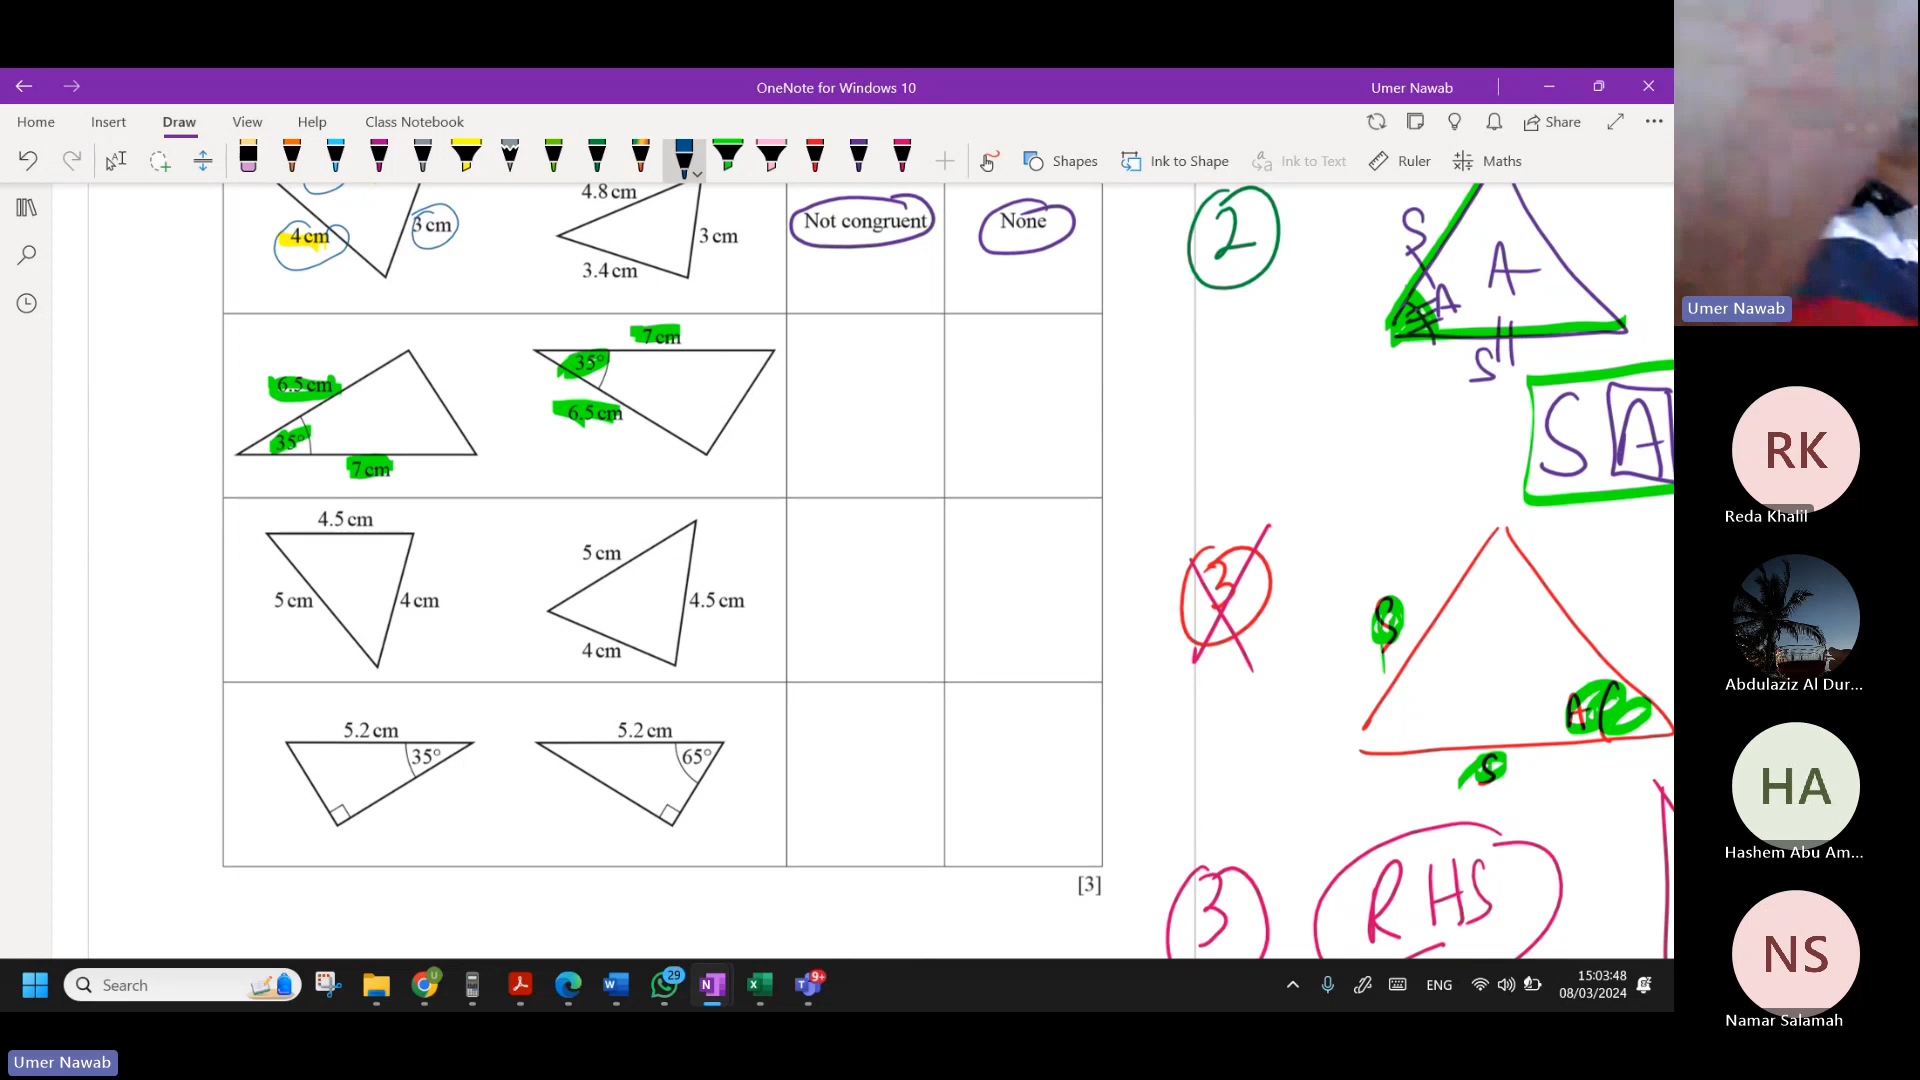 OneNote for Windows 10
Umer Nawab
Home Insert Draw View Help Class Notebook
Share
Shapes Ink to Shape Ink to Text Ruler Maths
4 cm
3 cm
4.8 cm
3 cm
3.4 cm
Not congruent
None
6.5 cm
35°
7 cm
7 cm
35°
6.5 cm
4.5 cm
5 cm
4 cm
5 cm
4.5 cm
4 cm
5.2 cm
35°
5.2 cm
65°
[3]
2
S
A
A
S
S A
3
S
A
S
3
RHS
Umer Nawab
RK
Reda Khalil
Abdulaziz Al Dur...
HA
Hashem Abu Am...
NS
Namar Salamah
Search
U
29
9+
ENG
15:03:48
08/03/2024
Umer Nawab